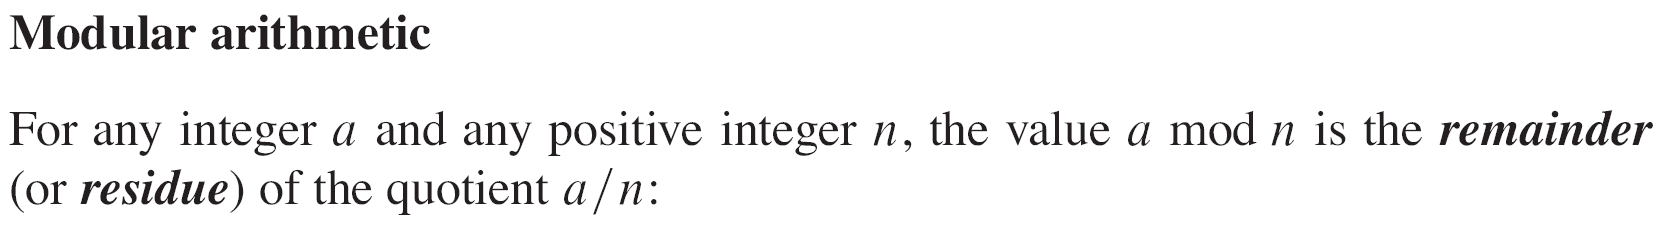 Modular arithmetic
For any integer a and any positive integer n, the value a mod n is the remainder
(or residue) of the quotient a/n: